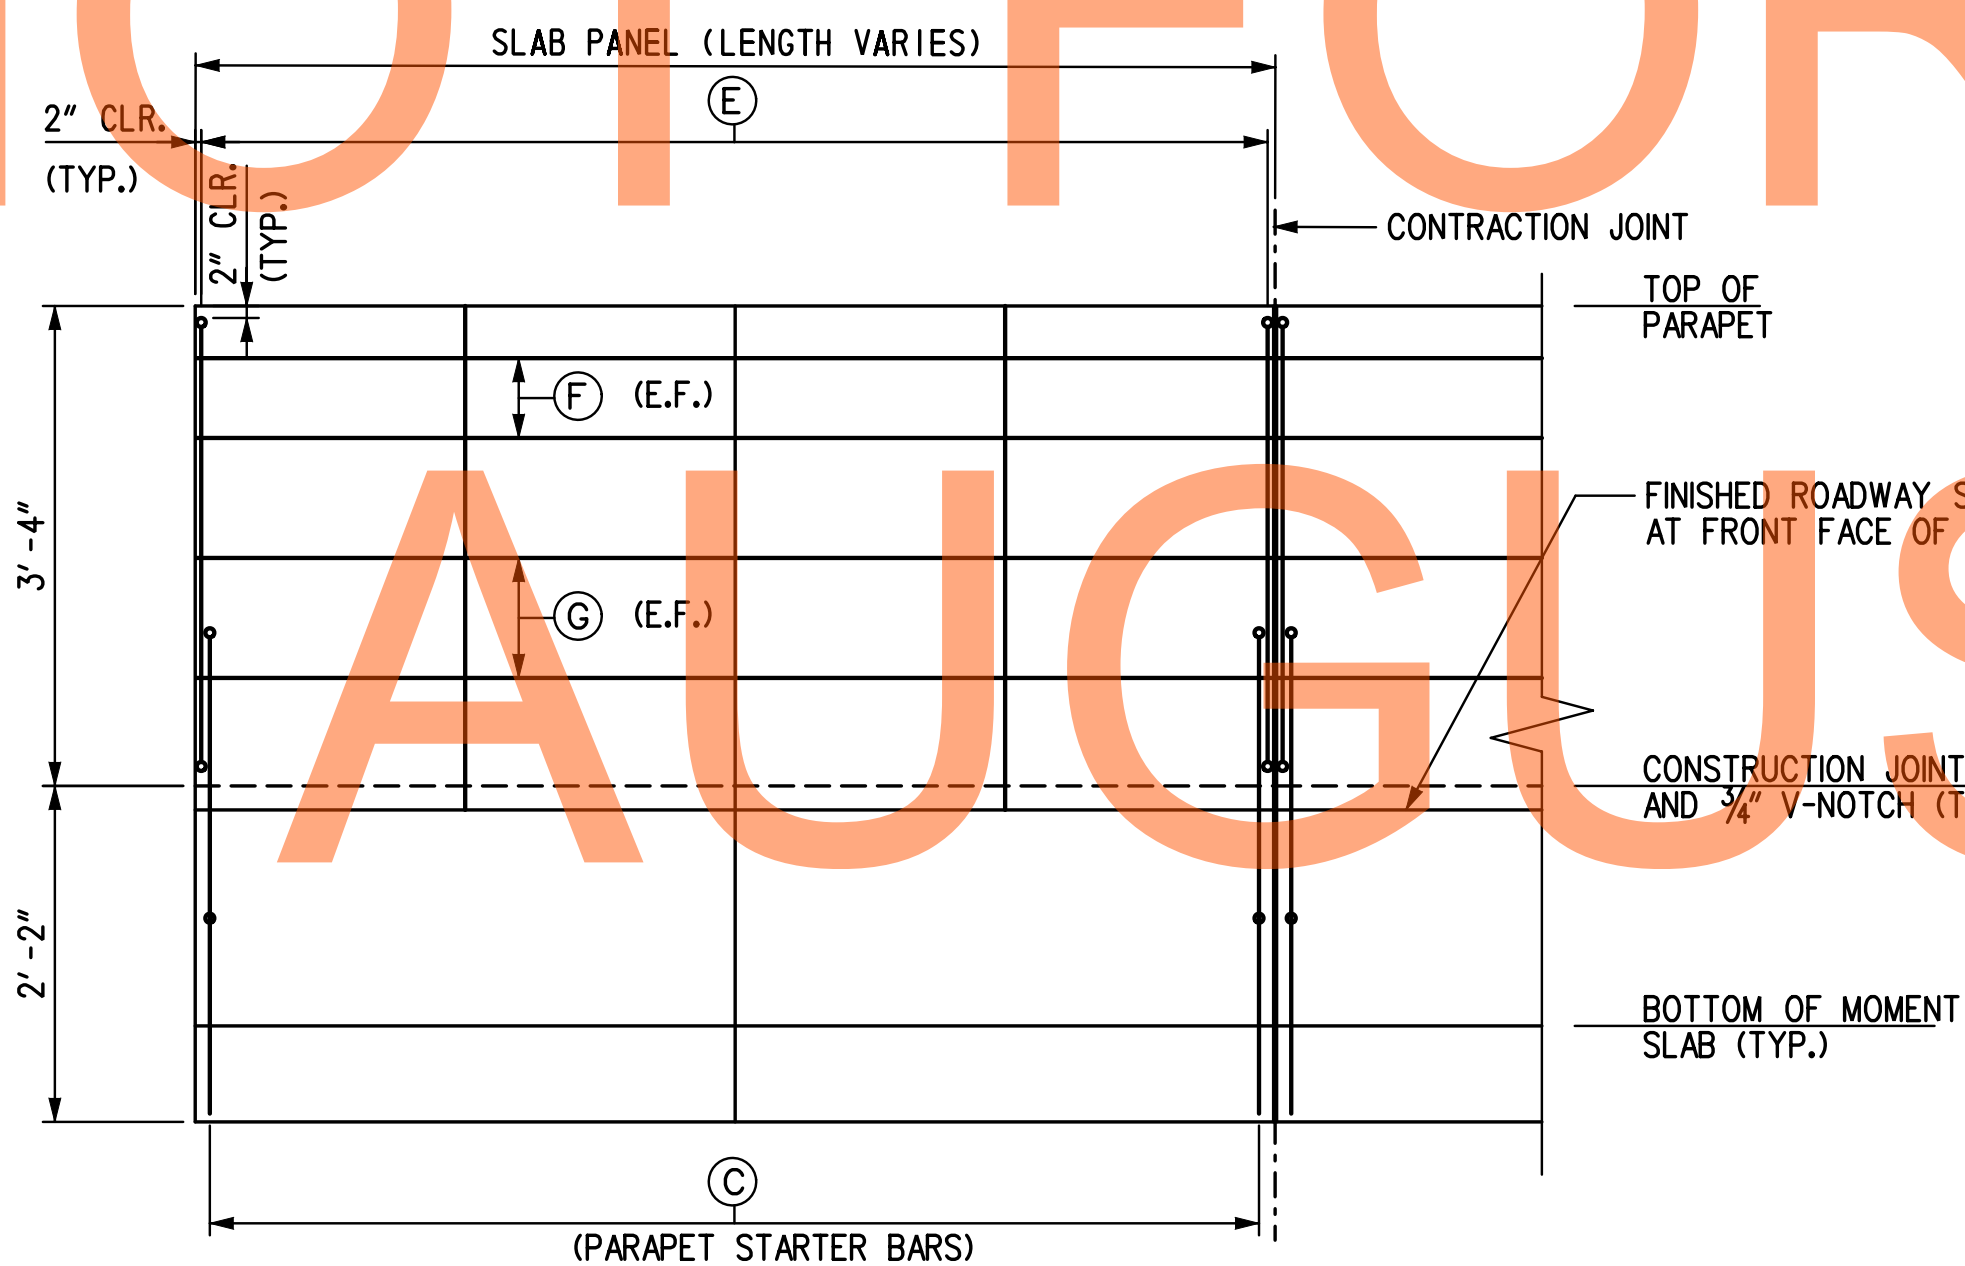 SLAB PANEL (LENGTH VARIES)
E
2" CLR.
(TYP.)
2" CLR.
(TYP.)
CONTRACTION JOINT
TOP OF
PARAPET
F (E.F.)
3'-4"
FINISHED ROADWAY
AT FRONT FACE OF
G (E.F.)
CONSTRUCTION JOINT
AND 3/4" V-NOTCH
2'-2"
BOTTOM OF MOMENT
SLAB (TYP.)
C
(PARAPET STARTER BARS)
FOR
AUGUS